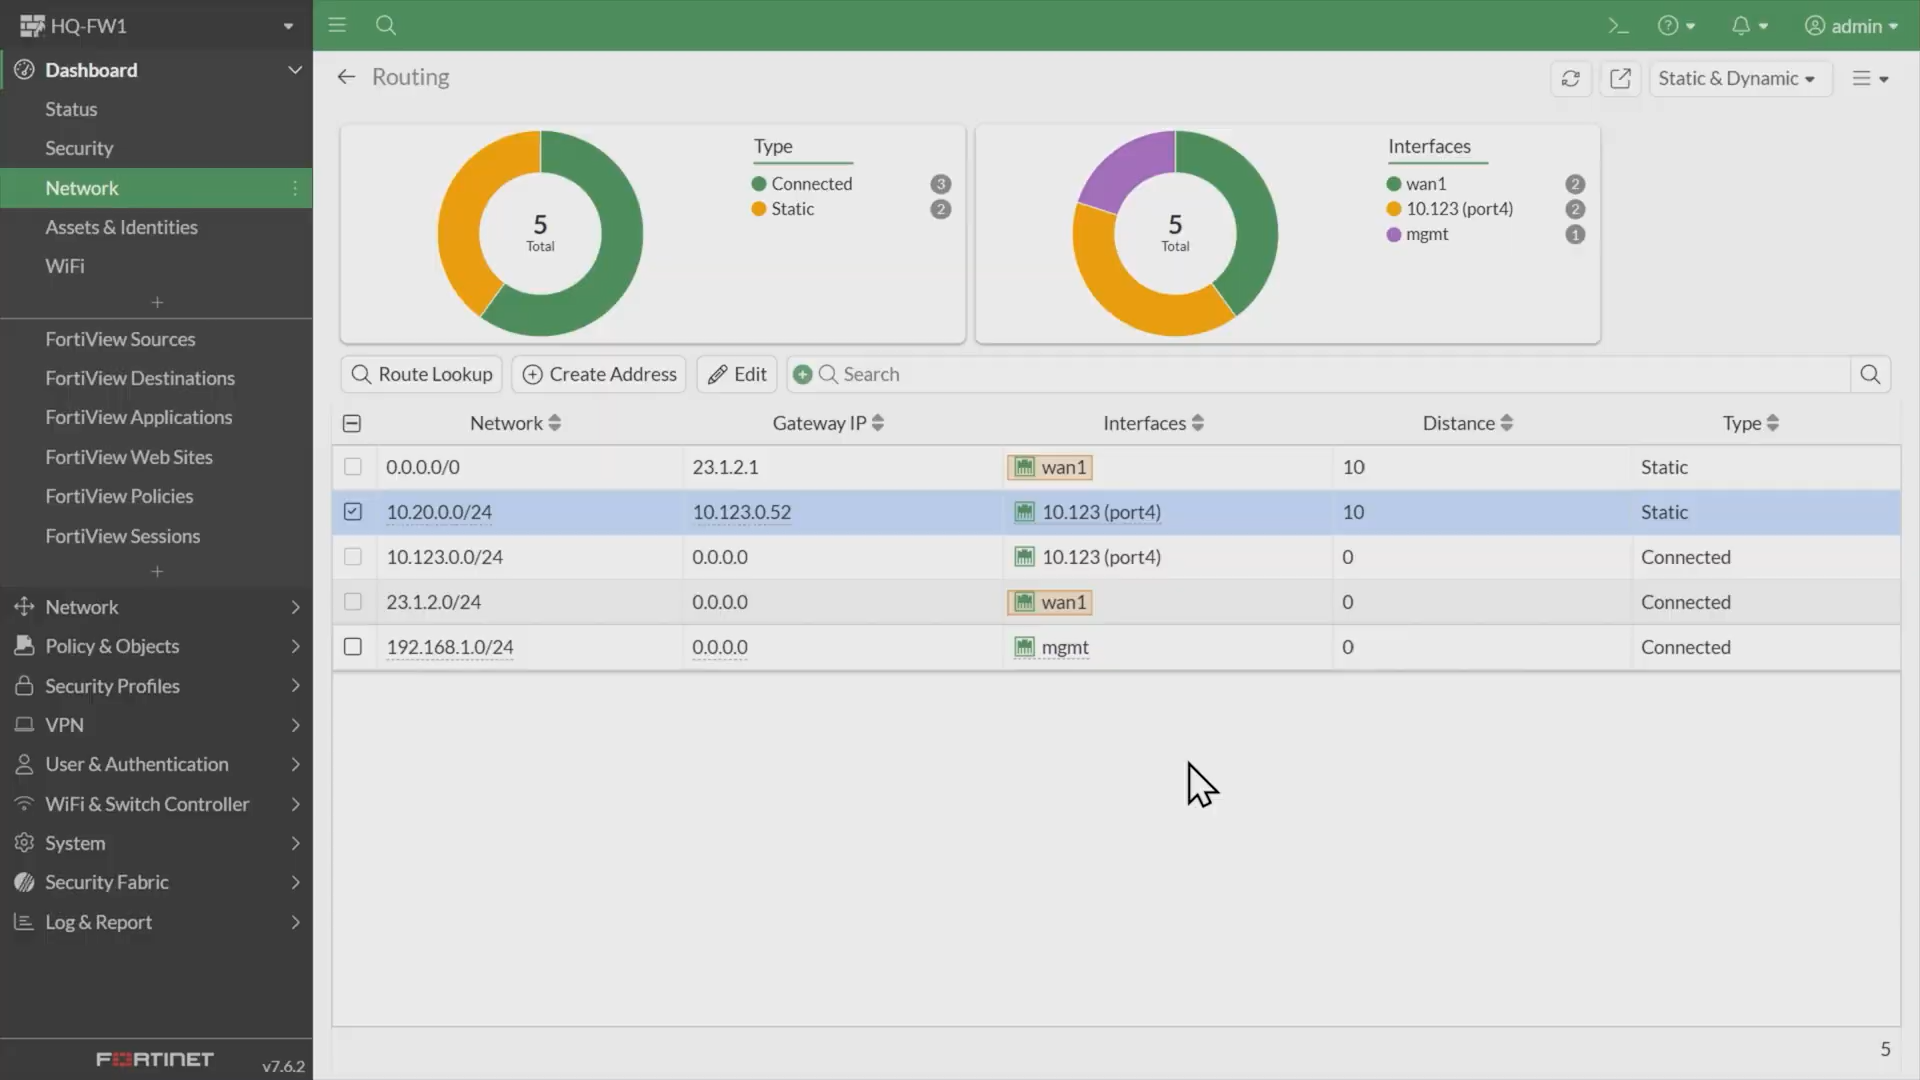 HQ-FW1
admin
Dashboard
Status
Security
Network
Assets & Identities
WiFi
FortiView Sources
FortiView Destinations
FortiView Applications
FortiView Web Sites
FortiView Policies
FortiView Sessions
Network
Policy & Objects
Security Profiles
VPN
User & Authentication
WiFi & Switch Controller
System
Security Fabric
Log & Report
FORTINET v7.6.2
Routing
Static & Dynamic
5
Total
Type
Connected 3
Static 2
5
Total
Interfaces
wan1 2
10.123 (port4) 2
mgmt 1
Route Lookup Create Address Edit Search
Network Gateway IP Interfaces Distance Type
0.0.0.0/0 23.1.2.1 wan1 10 Static
10.20.0.0/24 10.123.0.52 10.123 (port4) 10 Static
10.123.0.0/24 0.0.0.0 10.123 (port4) 0 Connected
23.1.2.0/24 0.0.0.0 wan1 0 Connected
192.168.1.0/24 0.0.0.0 mgmt 0 Connected
5